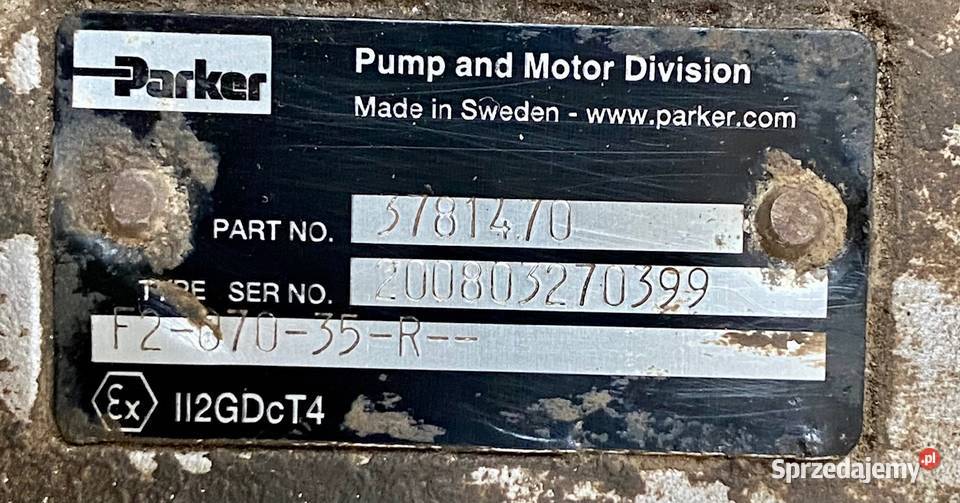 Parker
Pump and Motor Division
Made in Sweden - www.parker.com
PART NO. 3781470
TYPE SER NO. 200803270399
F2-070-35-R--
Ex II2GDcT4
Sprzedajemy.pl